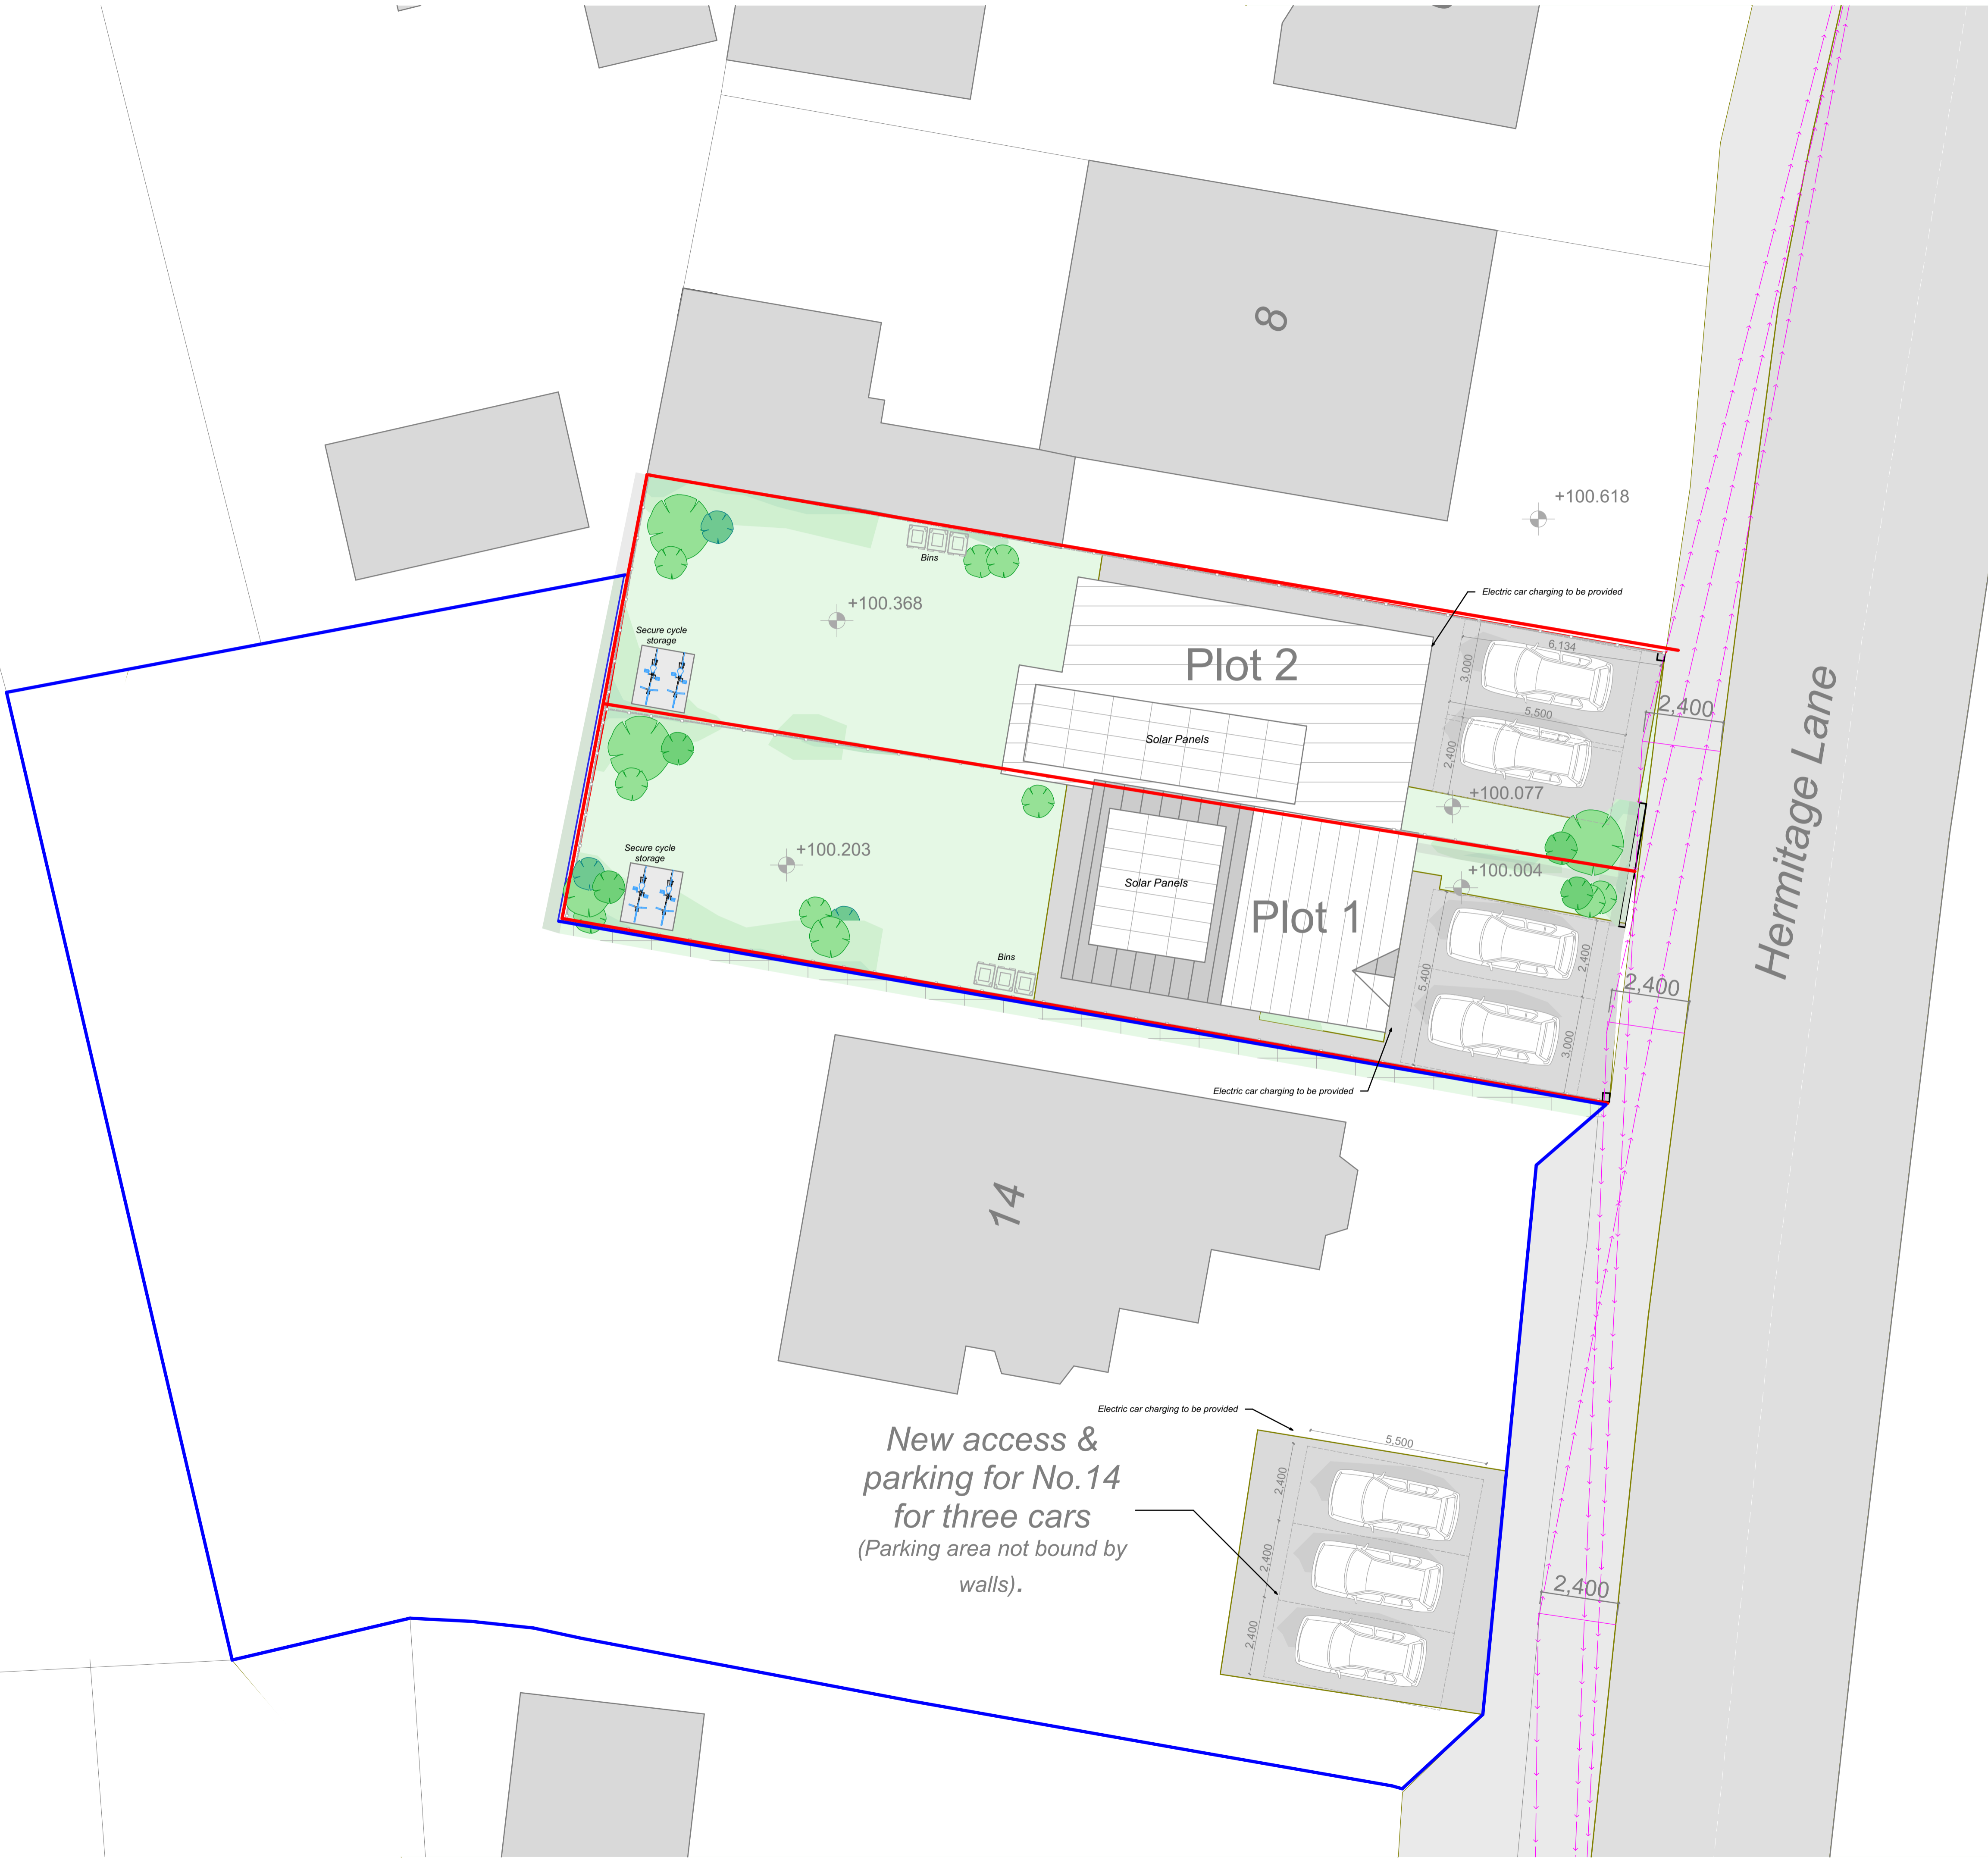 8
+100.618
Electric car charging to be provided
Bins
+100.368
Secure cycle
storage
Plot 2
Solar Panels
6,134
3,000
5,500
2,400
2,400
+100.077
Hermitage Lane
Secure cycle
storage
+100.203
Solar Panels
Plot 1
+100.004
2,400
5,400
3,000
2,400
Bins
Electric car charging to be provided
14
Electric car charging to be provided
New access &
parking for No.14
for three cars
(Parking area not bound by
walls).
5,500
2,400
2,400
2,400
2,400